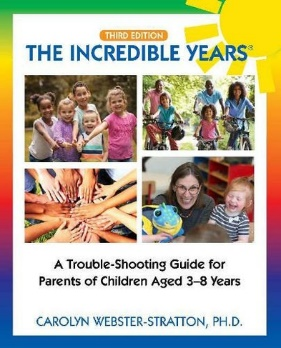 THIRD EDITION
THE INCREDIBLE YEARS®
A Trouble-Shooting Guide for
Parents of Children Aged 3–8 Years
CAROLYN WEBSTER-STRATTON, PH.D.